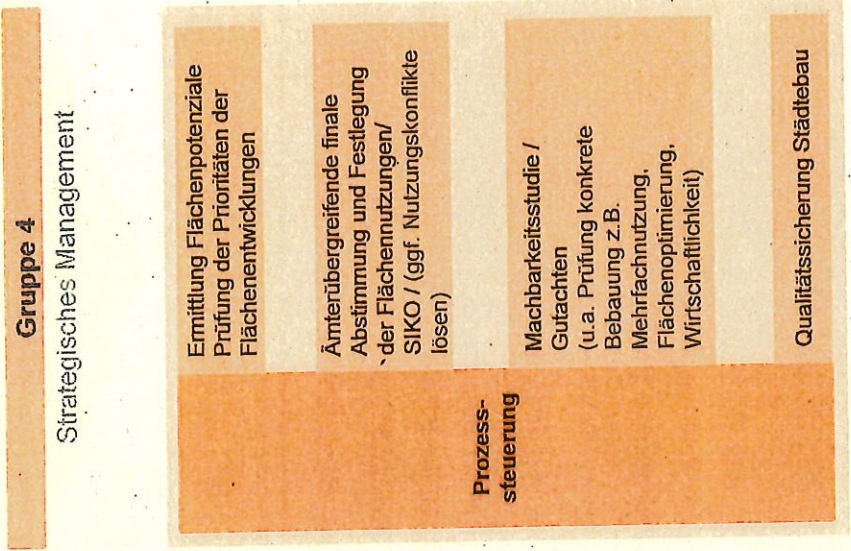 Gruppe 4
Strategisches Management
Prozess-
steuerung
Ermittlung Flächenpotenziale
Prüfung der Prioritäten der
Flächenentwicklungen
Ämterübergreifende finale
Abstimmung und Festlegung
der Flächennutzungen/
SIKO / (ggf. Nutzungskonflikte
lösen)
Machbarkeitsstudie /
Gutachten
(u.a. Prüfung konkrete
Bebauung z.B.
Mehrfachnutzung,
Flächenoptimierung,
Wirtschaftlichkeit)
Qualitätssicherung Städtebau